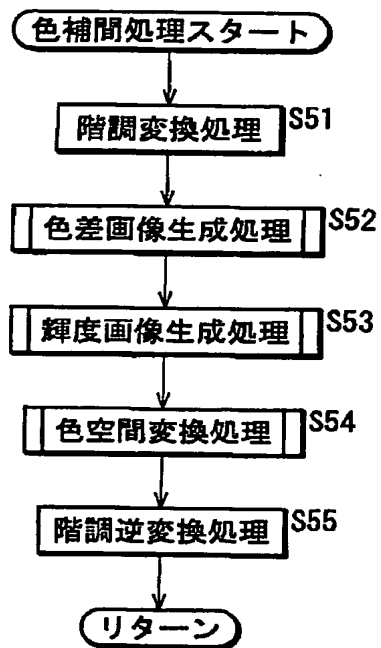 色補間処理スタート
階調変換処理 S51
色差画像生成処理 S52
輝度画像生成処理 S53
色空間変換処理 S54
階調逆変換処理 S55
リターン